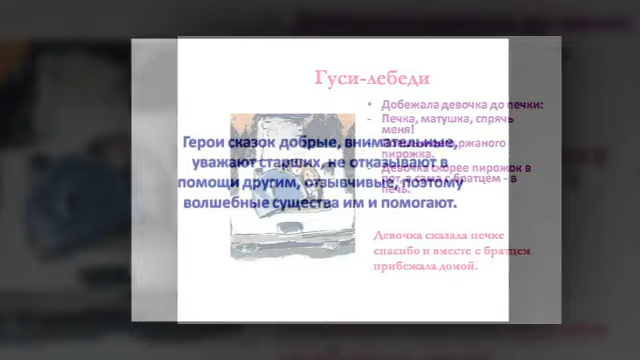 Гуси-лебеди
• Добежала девочка до печки:
- Печка, матушка, спрячь
меня!
ржаного
пирожка.
Девочка скорее пирожок в
рот, а сама с братцем - в
печь.
Герои сказок добрые, внимательные,
уважают старших, не отказывают в
помощи другим, отзывчивые, поэтому
волшебные существа им и помогают.
Девочка сказала печке
спасибо и вместе с братцем
прибежала домой.